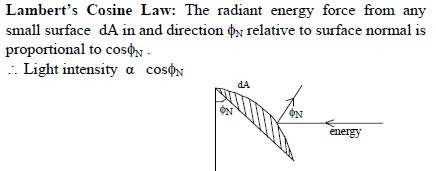 Lambert's Cosine Law: The radiant energy force from any
small surface dA in and direction ϕN relative to surface normal is
proportional to cosϕN .
∴ Light intensity α cosϕN
dA
ϕN
ϕN
energy